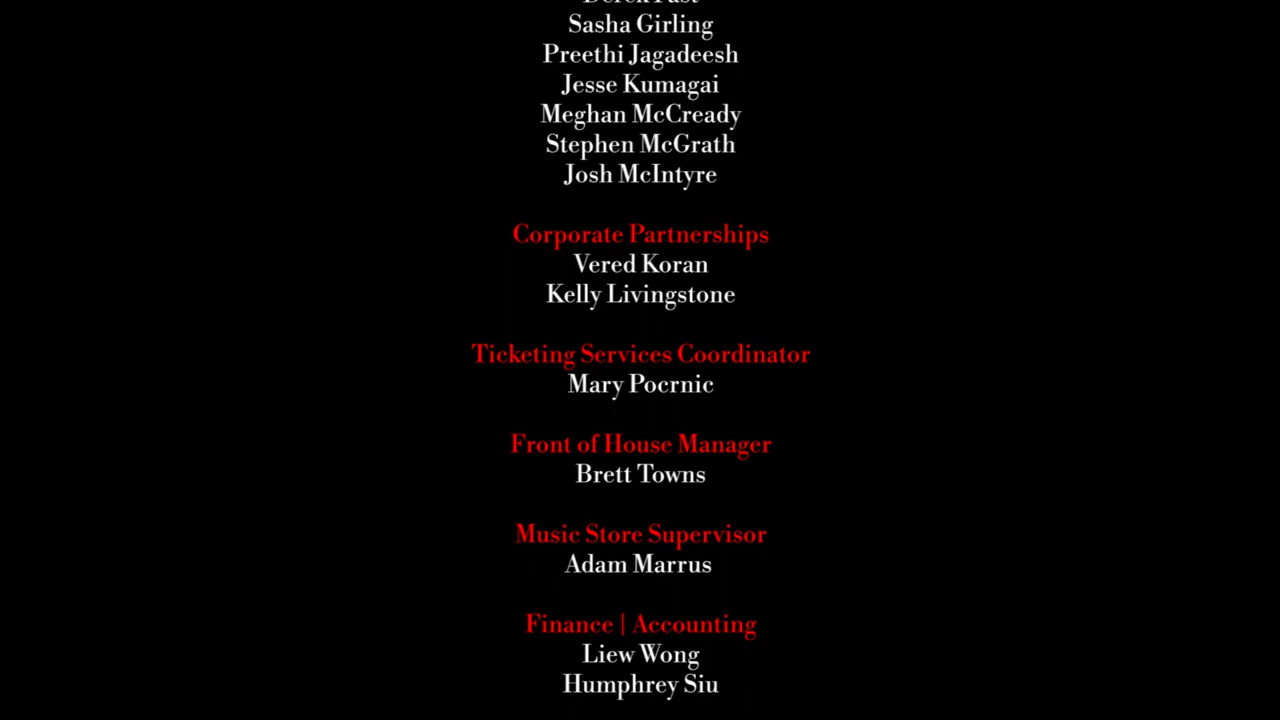 Sasha Girling
Preethi Jagadeesh
Jesse Kumagai
Meghan McCready
Stephen McGrath
Josh McIntyre
Corporate Partnerships
Vered Koran
Kelly Livingstone
Ticketing Services Coordinator
Mary Pocrnic
Front of House Manager
Brett Towns
Music Store Supervisor
Adam Marrus
Finance | Accounting
Liew Wong
Humphrey Siu